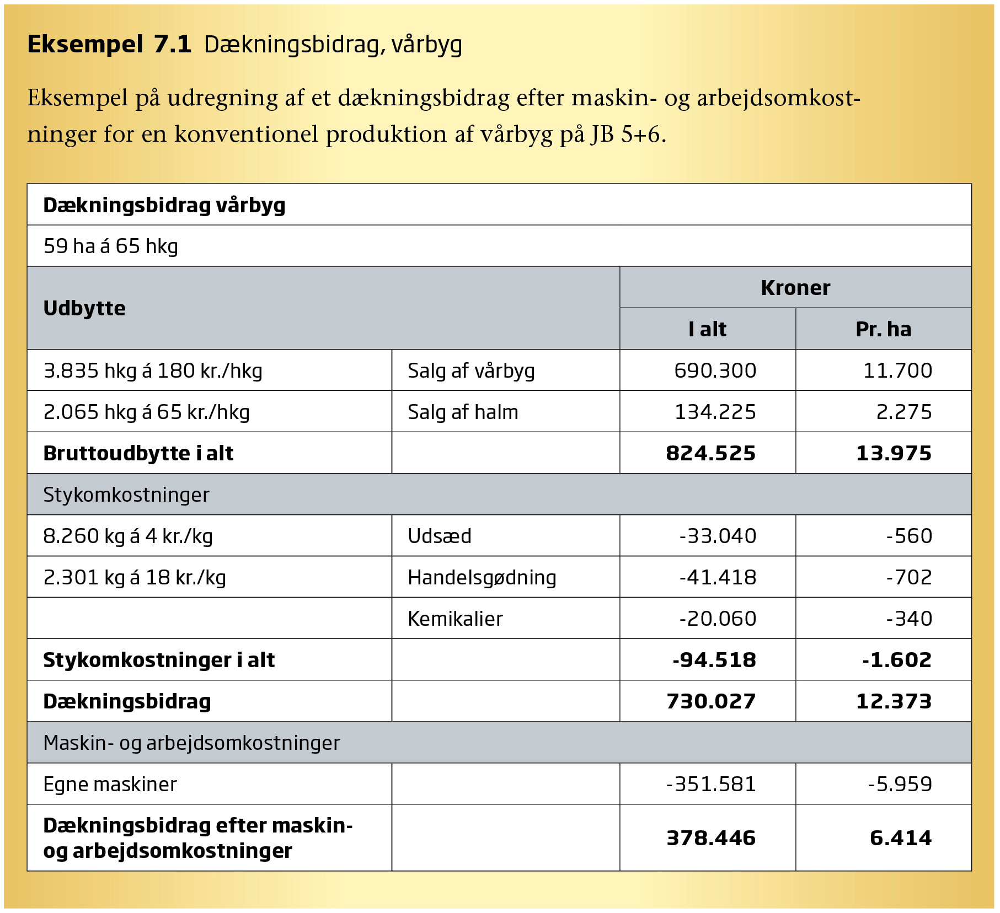 Eksempel 7.1 Dækningsbidrag, vårbyg
Eksempel på udregning af et dækningsbidrag efter maskin- og arbejdsomkost-
ninger for en konventionel produktion af vårbyg på JB 5+6.
Dækningsbidrag vårbyg
59 ha á 65 hkg
Udbytte
Kroner
I alt Pr. ha
3.835 hkg á 180 kr./hkg Salg af vårbyg 690.300 11.700
2.065 hkg á 65 kr./hkg Salg af halm 134.225 2.275
Bruttoudbytte i alt 824.525 13.975
Stykomkostninger
8.260 kg á 4 kr./kg Udsæd -33.040 -560
2.301 kg á 18 kr./kg Handelsgødning -41.418 -702
Kemikalier -20.060 -340
Stykomkostninger i alt -94.518 -1.602
Dækningsbidrag 730.027 12.373
Maskin- og arbejdsomkostninger
Egne maskiner -351.581 -5.959
Dækningsbidrag efter maskin-
og arbejdsomkostninger 378.446 6.414